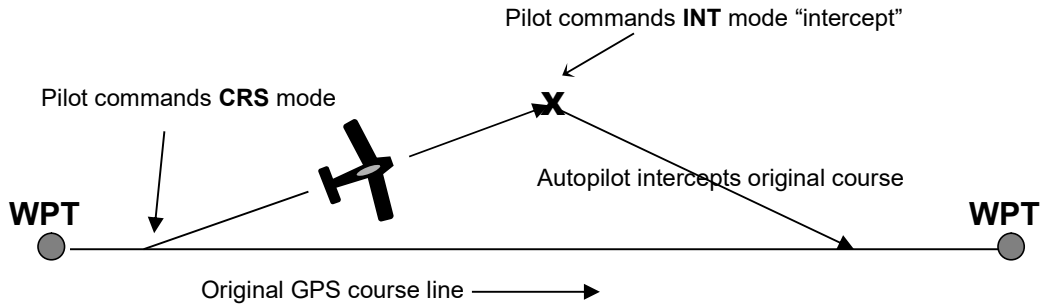 Pilot commands INT mode “intercept”
Pilot commands CRS mode
X
Autopilot intercepts original course
WPT
WPT
Original GPS course line